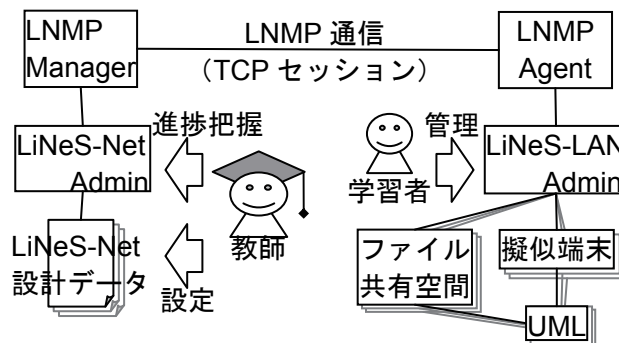 LNMP
Manager
LNMP 通信
（TCP セッション）
LNMP
Agent
LiNeS-Net
Admin
進捗把握
管理
LiNeS-LAN
Admin
学習者
LiNeS-Net
設計データ
教師
設定
ファイル
共有空間
擬似端末
UML